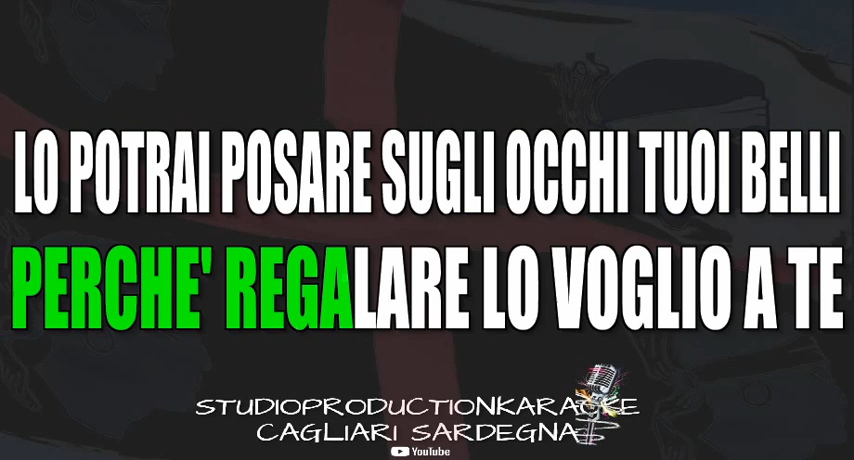 LO POTRAI POSARE SUGLI OCCHI TUOI BELLI
PERCHE' REGALARE LO VOGLIO A TE
STUDIOPRODUCTIONKARAOKE
CAGLIARI SARDEGNA
YouTube